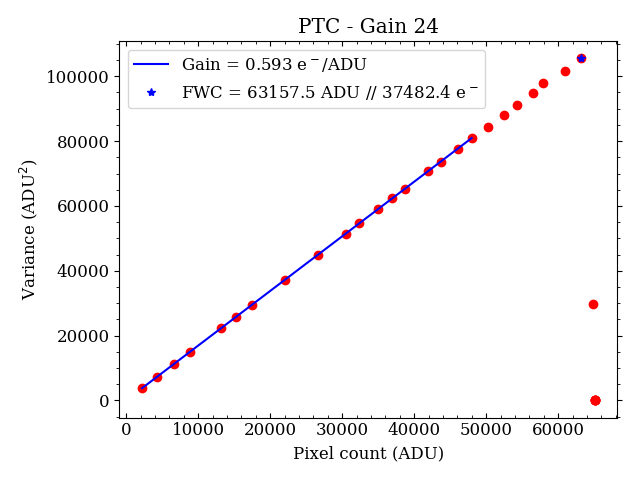 PTC - Gain 24
Gain = 0.593 e⁻/ADU
FWC = 63157.5 ADU // 37482.4 e⁻
Variance (ADU²)
100000
80000
60000
40000
20000
0
0 10000 20000 30000 40000 50000 60000
Pixel count (ADU)